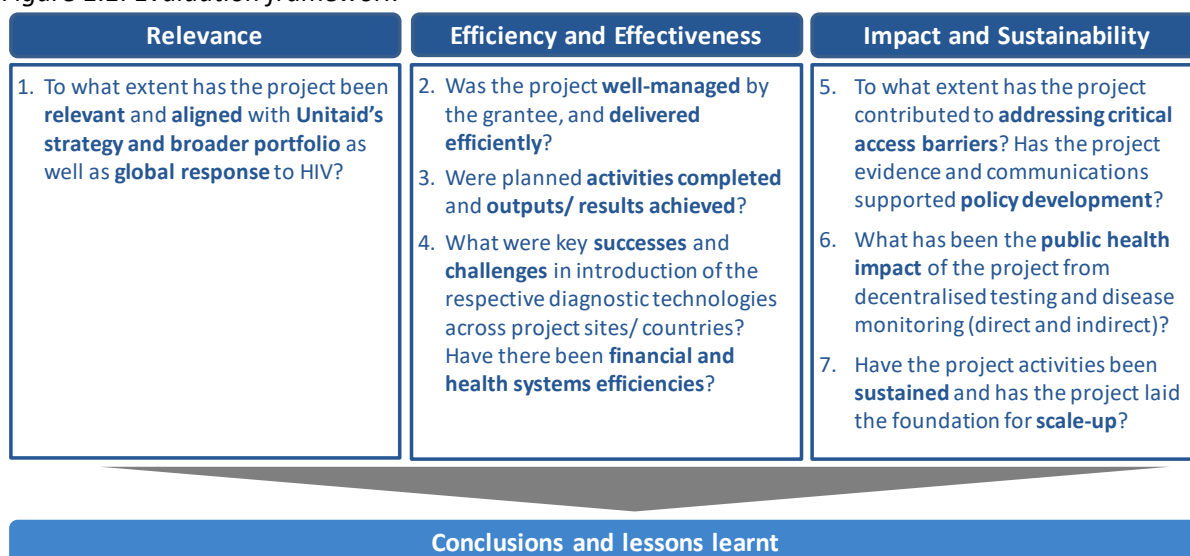 Relevance
1. To what extent has the project been
relevant and aligned with Unitaid's
strategy and broader portfolio as
well as global response to HIV?
Efficiency and Effectiveness
2. Was the project well-managed by
the grantee, and delivered
efficiently?
3. Were planned activities completed
and outputs/ results achieved?
4. What were key successes and
challenges in introduction of the
respective diagnostic technologies
across project sites/ countries?
Have there been financial and
health systems efficiencies?
Impact and Sustainability
5. To what extent has the project
contributed to addressing critical
access barriers? Has the project
evidence and communications
supported policy development?
6. What has been the public health
impact of the project from
decentralised testing and disease
monitoring (direct and indirect)?
7. Have the project activities been
sustained and has the project laid
the foundation for scale-up?
Conclusions and lessons learnt